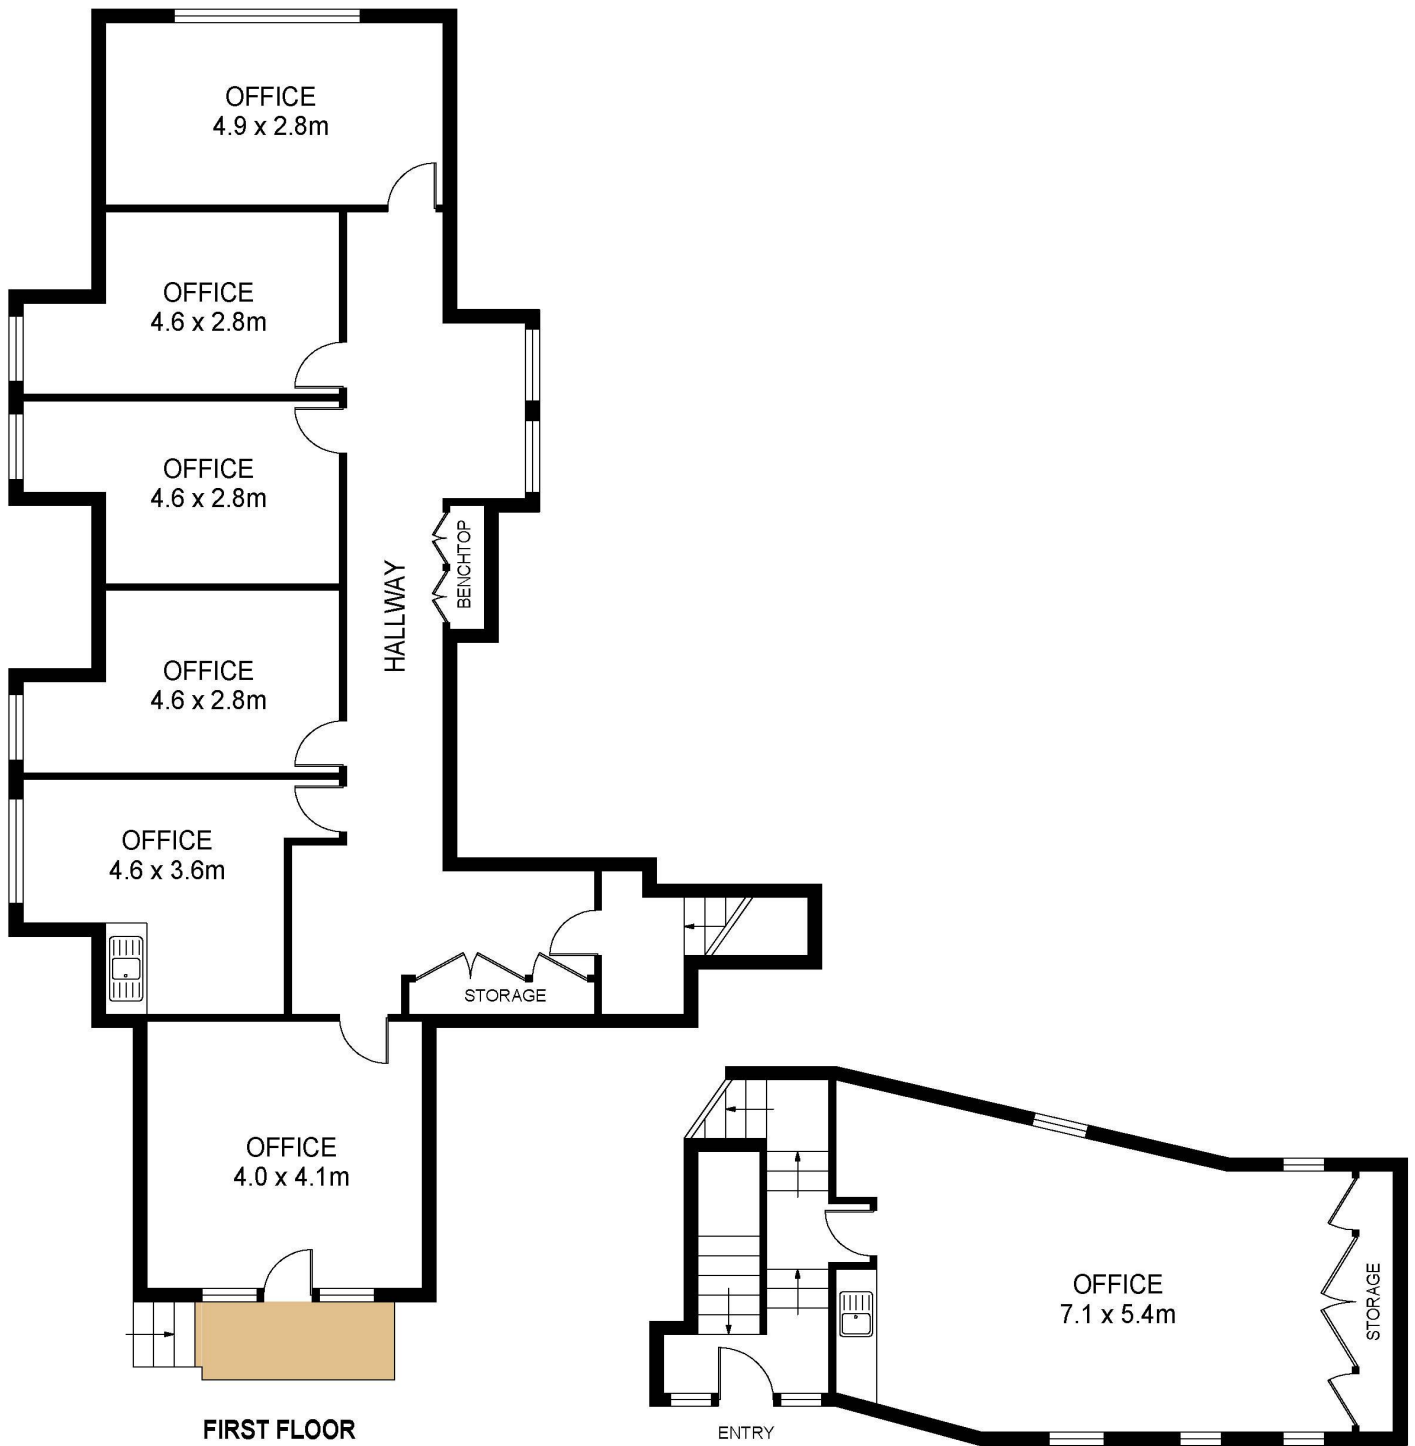 OFFICE
4.9 x 2.8m
OFFICE
4.6 x 2.8m
OFFICE
4.6 x 2.8m
BENCHTOP
HALLWAY
OFFICE
4.6 x 2.8m
OFFICE
4.6 x 3.6m
STORAGE
OFFICE
4.0 x 4.1m
FIRST FLOOR
OFFICE
7.1 x 5.4m
STORAGE
ENTRY